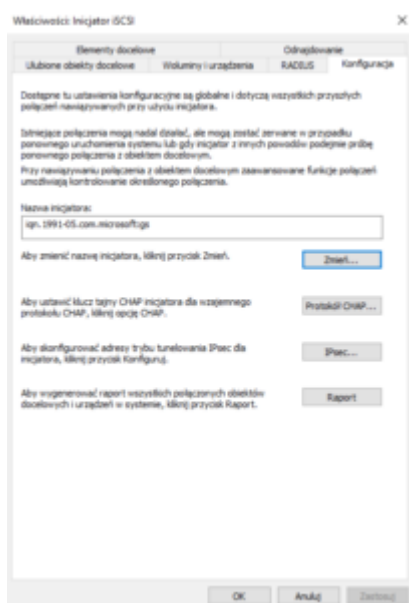 Właściwości: Inicjator iSCSI
Elementy docelowe
Odnajdowanie
Ulubione obiekty docelowe
Woluminy i urządzenia
RADIUS
Konfiguracja
Dostępne tu ustawienia konfiguracyjne są globalne i dotyczą wszystkich przyszłych
połączeń nawiązywanych przy użyciu inicjatora.
Istniejące połączenia mogą nadal działać, ale mogą zostać zerwane w przypadku
ponownego uruchomienia systemu lub gdy inicjator z innych powodów podejmie próbę
ponownego połączenia z obiektem docelowym.
Przy nawiązywaniu połączenia z obiektem docelowym zaawansowane funkcje połączeń
umożliwiają kontrolowanie określonego połączenia.
Nazwa inicjatora:
iqn.1991-05.com.microsoft:gs
Aby zmienić nazwę inicjatora, kliknij przycisk Zmień.
Zmień...
Aby ustawić klucz tajny CHAP inicjatora dla wzajemnego
protokołu CHAP, kliknij opcję CHAP.
Protokół CHAP...
Aby skonfigurować adresy trybu tunelowania IPsec dla
inicjatora, kliknij przycisk Konfiguruj.
IPsec...
Aby wygenerować raport wszystkich połączonych obiektów
docelowych i urządzeń w systemie, kliknij przycisk Raport.
Raport
OK
Anuluj
Zastosuj